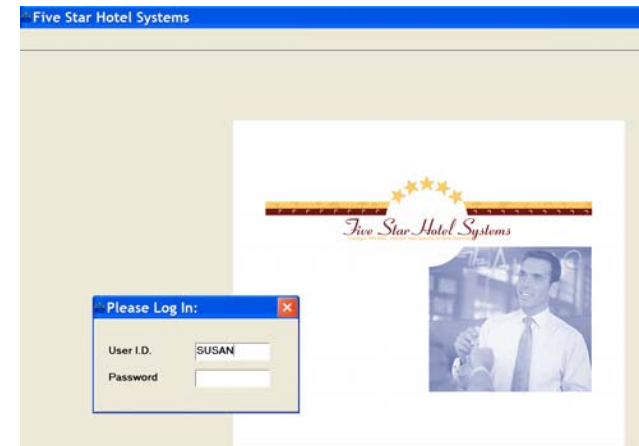 Five Star Hotel Systems
Five Star Hotel Systems
Please Log In:
User I.D.
SUSAN
Password